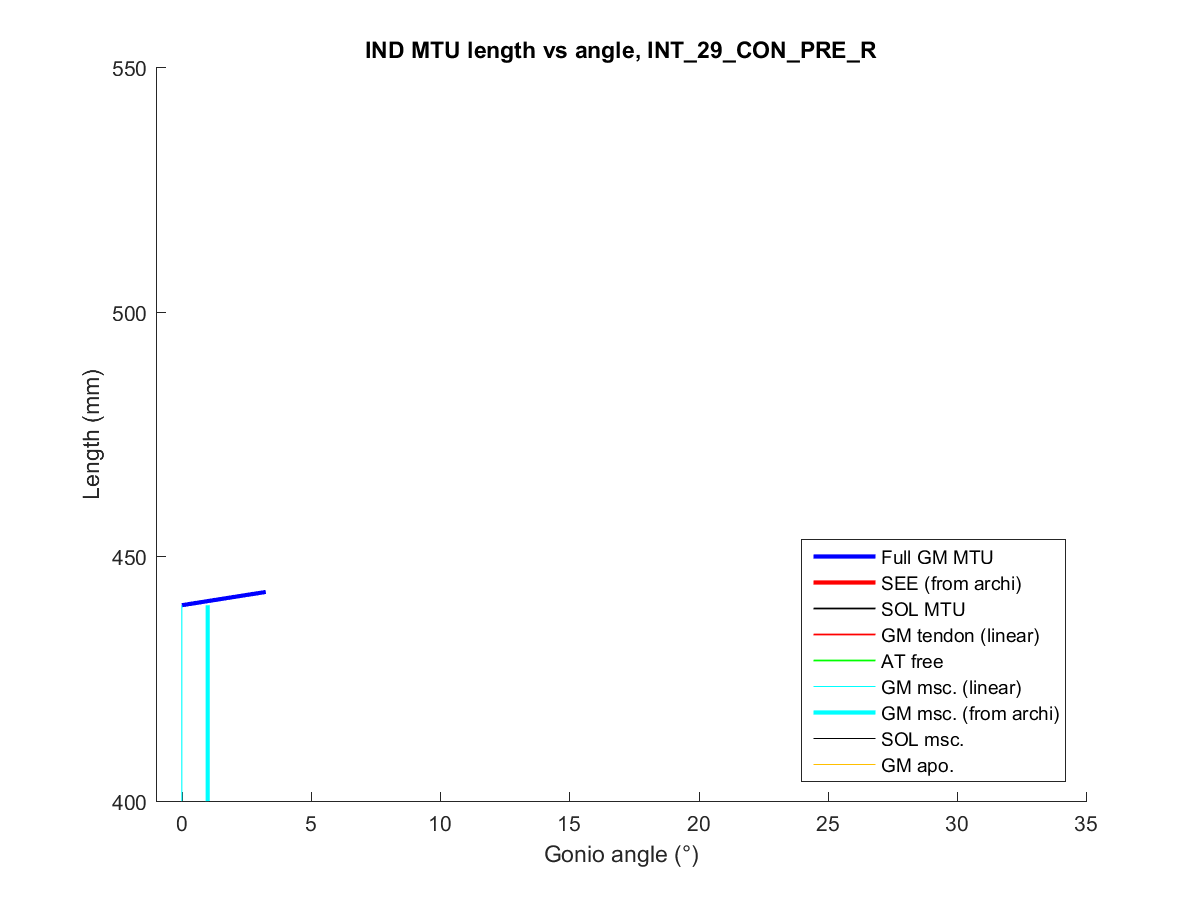 IND MTU length vs angle, INT_29_CON_PRE_R
550
500
450
400
Length (mm)
0 5 10 15 20 25 30 35
Gonio angle (°)
Full GM MTU
SEE (from archi)
SOL MTU
GM tendon (linear)
AT free
GM msc. (linear)
GM msc. (from archi)
SOL msc.
GM apo.